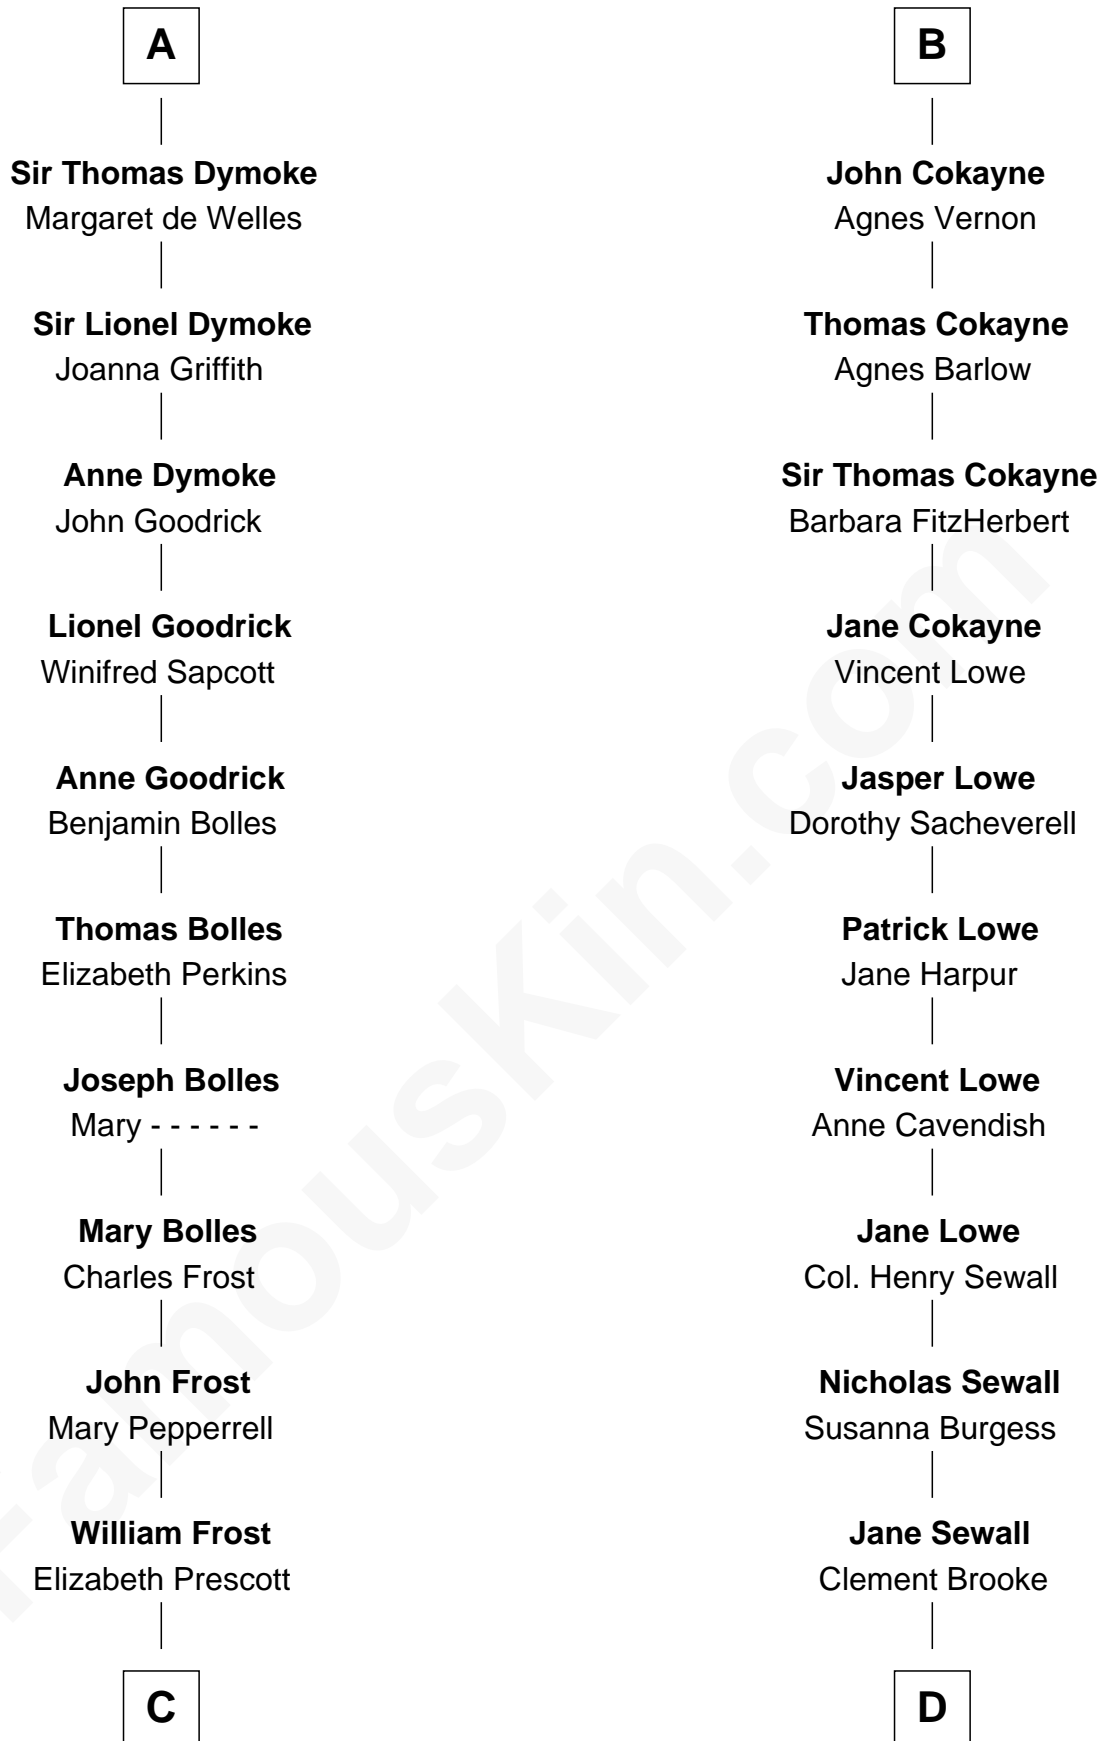 A
Sir Thomas Dymoke
Margaret de Welles
Sir Lionel Dymoke
Joanna Griffith
Anne Dymoke
John Goodrick
Lionel Goodrick
Winifred Sapcott
Anne Goodrick
Benjamin Bolles
Thomas Bolles
Elizabeth Perkins
Joseph Bolles
Mary - - - - - -
Mary Bolles
Charles Frost
John Frost
Mary Pepperrell
William Frost
Elizabeth Prescott
C
B
John Cokayne
Agnes Vernon
Thomas Cokayne
Agnes Barlow
Sir Thomas Cokayne
Barbara FitzHerbert
Jane Cokayne
Vincent Lowe
Jasper Lowe
Dorothy Sacheverell
Patrick Lowe
Jane Harpur
Vincent Lowe
Anne Cavendish
Jane Lowe
Col. Henry Sewall
Nicholas Sewall
Susanna Burgess
Jane Sewall
Clement Brooke
D
FamousKin.com